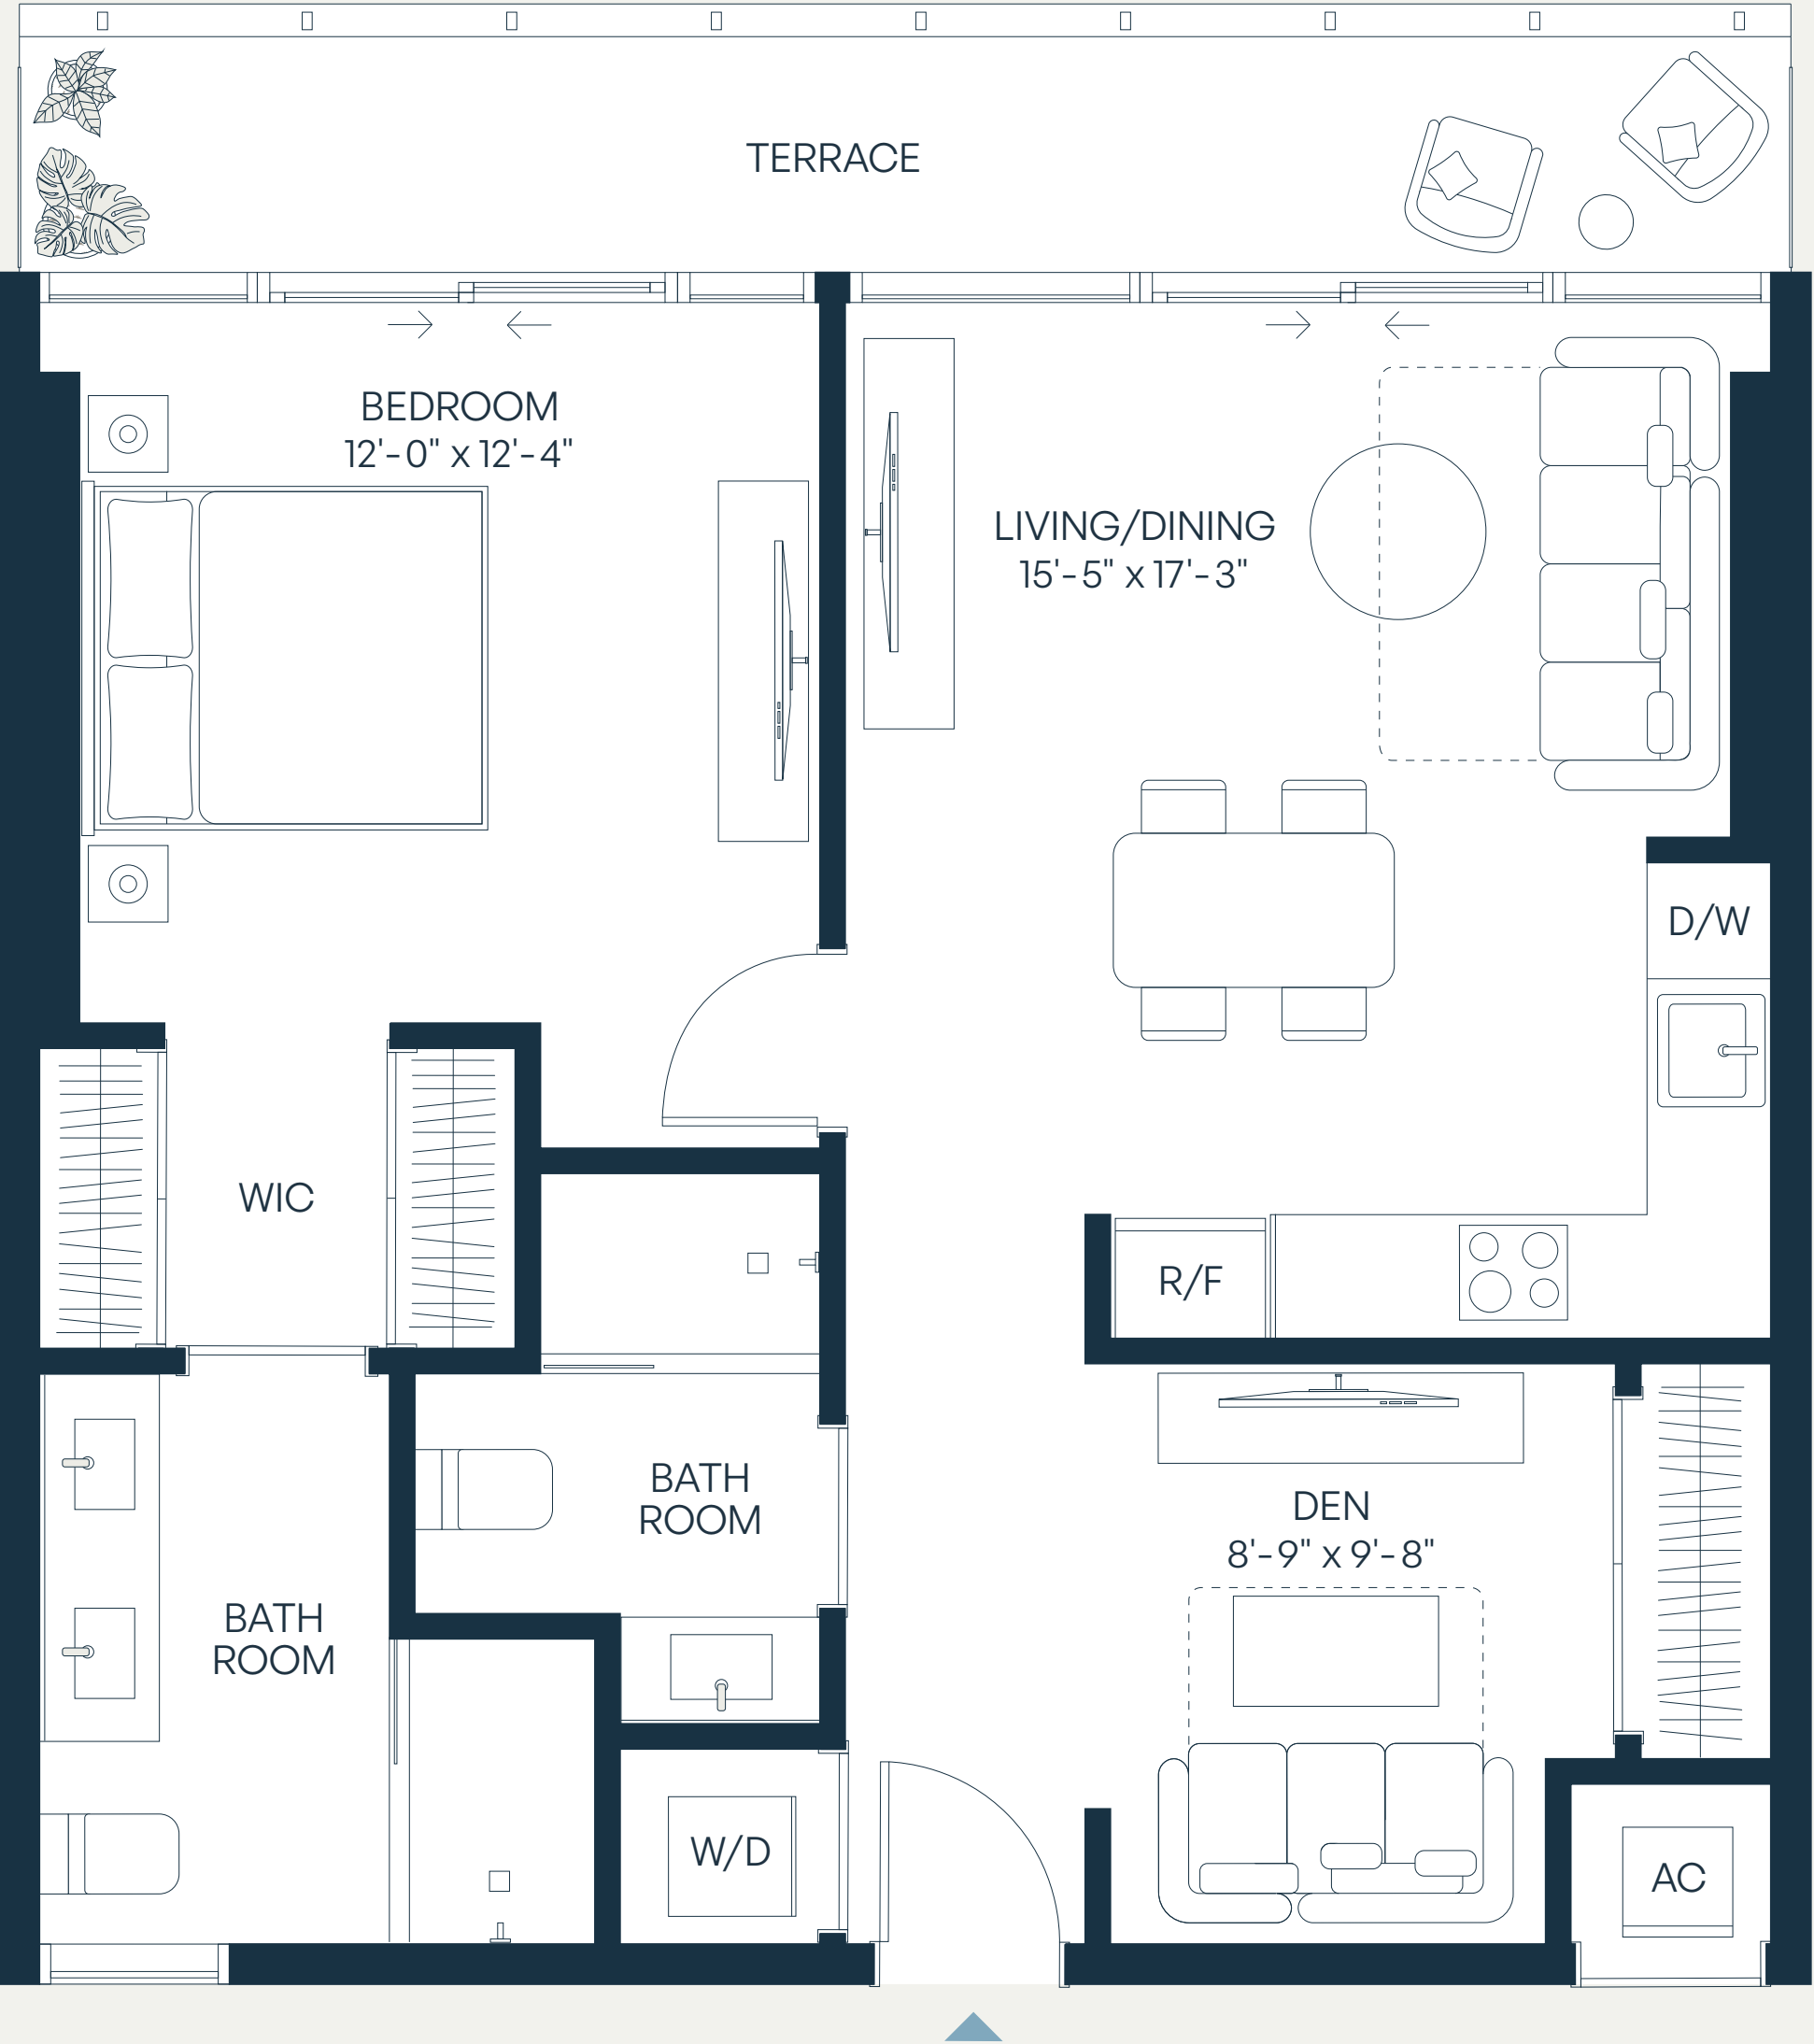 TERRACE
BEDROOM
12'-0" x 12'-4"
LIVING/DINING
15'-5" x 17'-3"
D/W
WIC
R/F
BATH
ROOM
DEN
8'-9" x 9'-8"
BATH
ROOM
W/D
AC